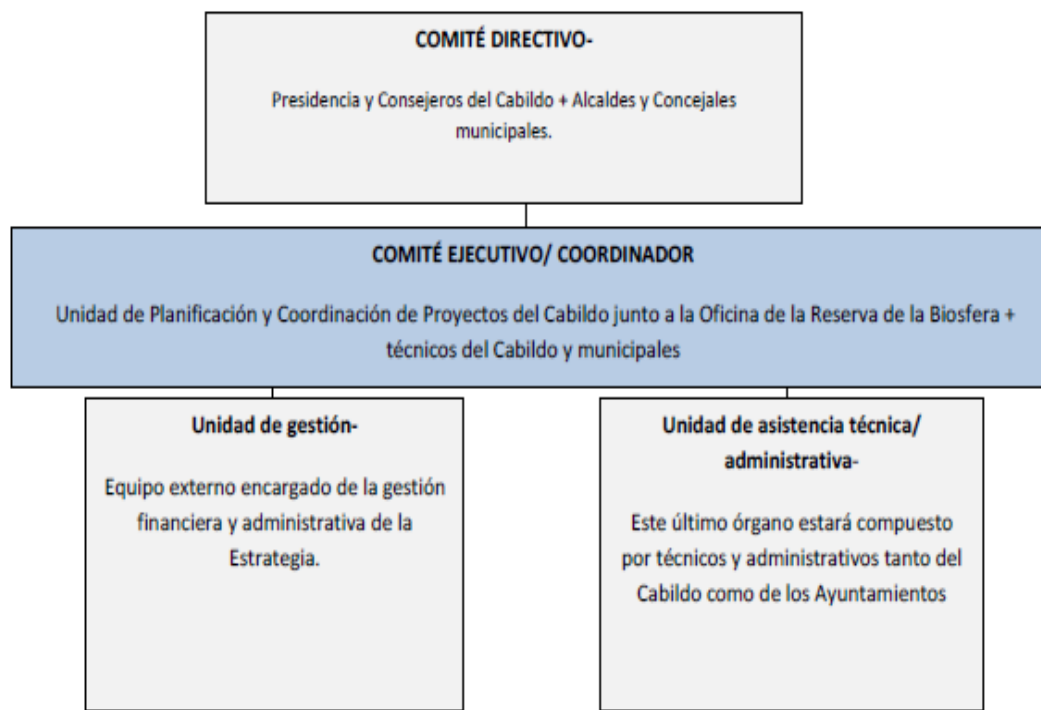 COMITÉ DIRECTIVO-
Presidencia y Consejeros del Cabildo + Alcaldes y Concejales
municipales.
COMITÉ EJECUTIVO/ COORDINADOR
Unidad de Planificación y Coordinación de Proyectos del Cabildo junto a la Oficina de la Reserva de la Biosfera +
técnicos del Cabildo y municipales
Unidad de gestión-
Equipo externo encargado de la gestión
financiera y administrativa de la
Estrategia.
Unidad de asistencia técnica/
administrativa-
Este último órgano estará compuesto
por técnicos y administrativos tanto del
Cabildo como de los Ayuntamientos